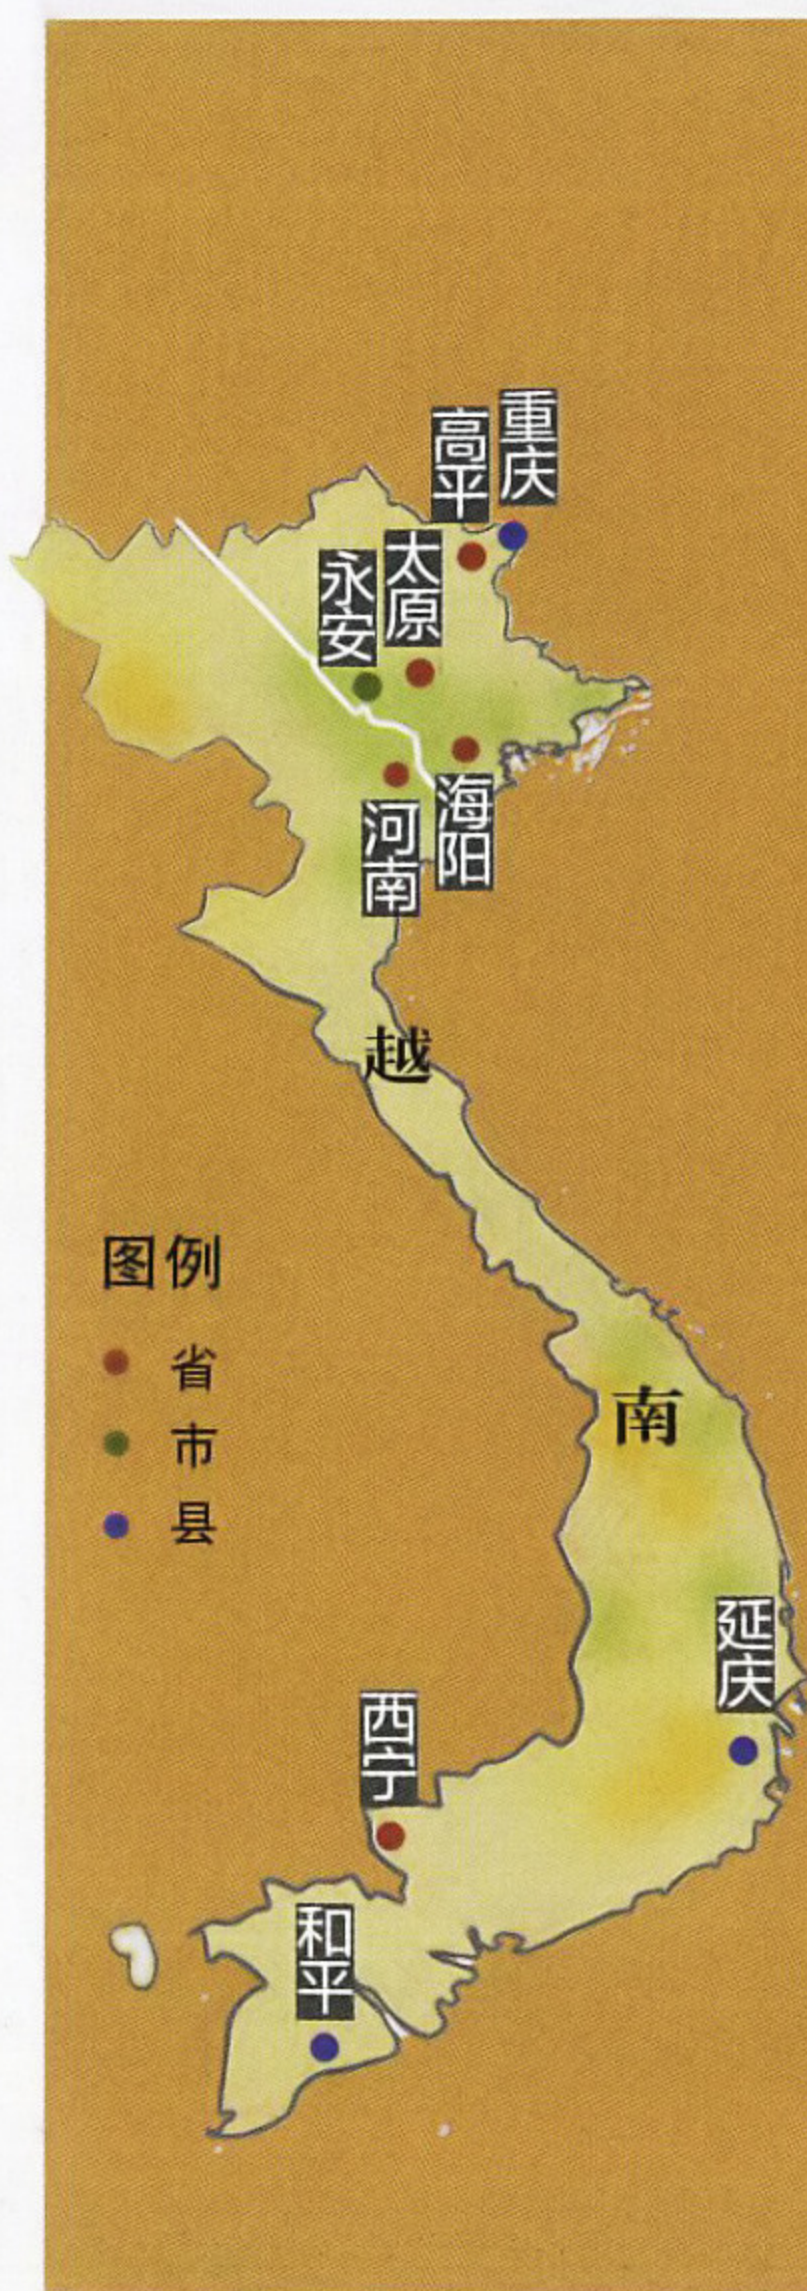 重庆
高平
太原
永安
海阳
河南
越
南
图例
省
市
县
延庆
西宁
和平